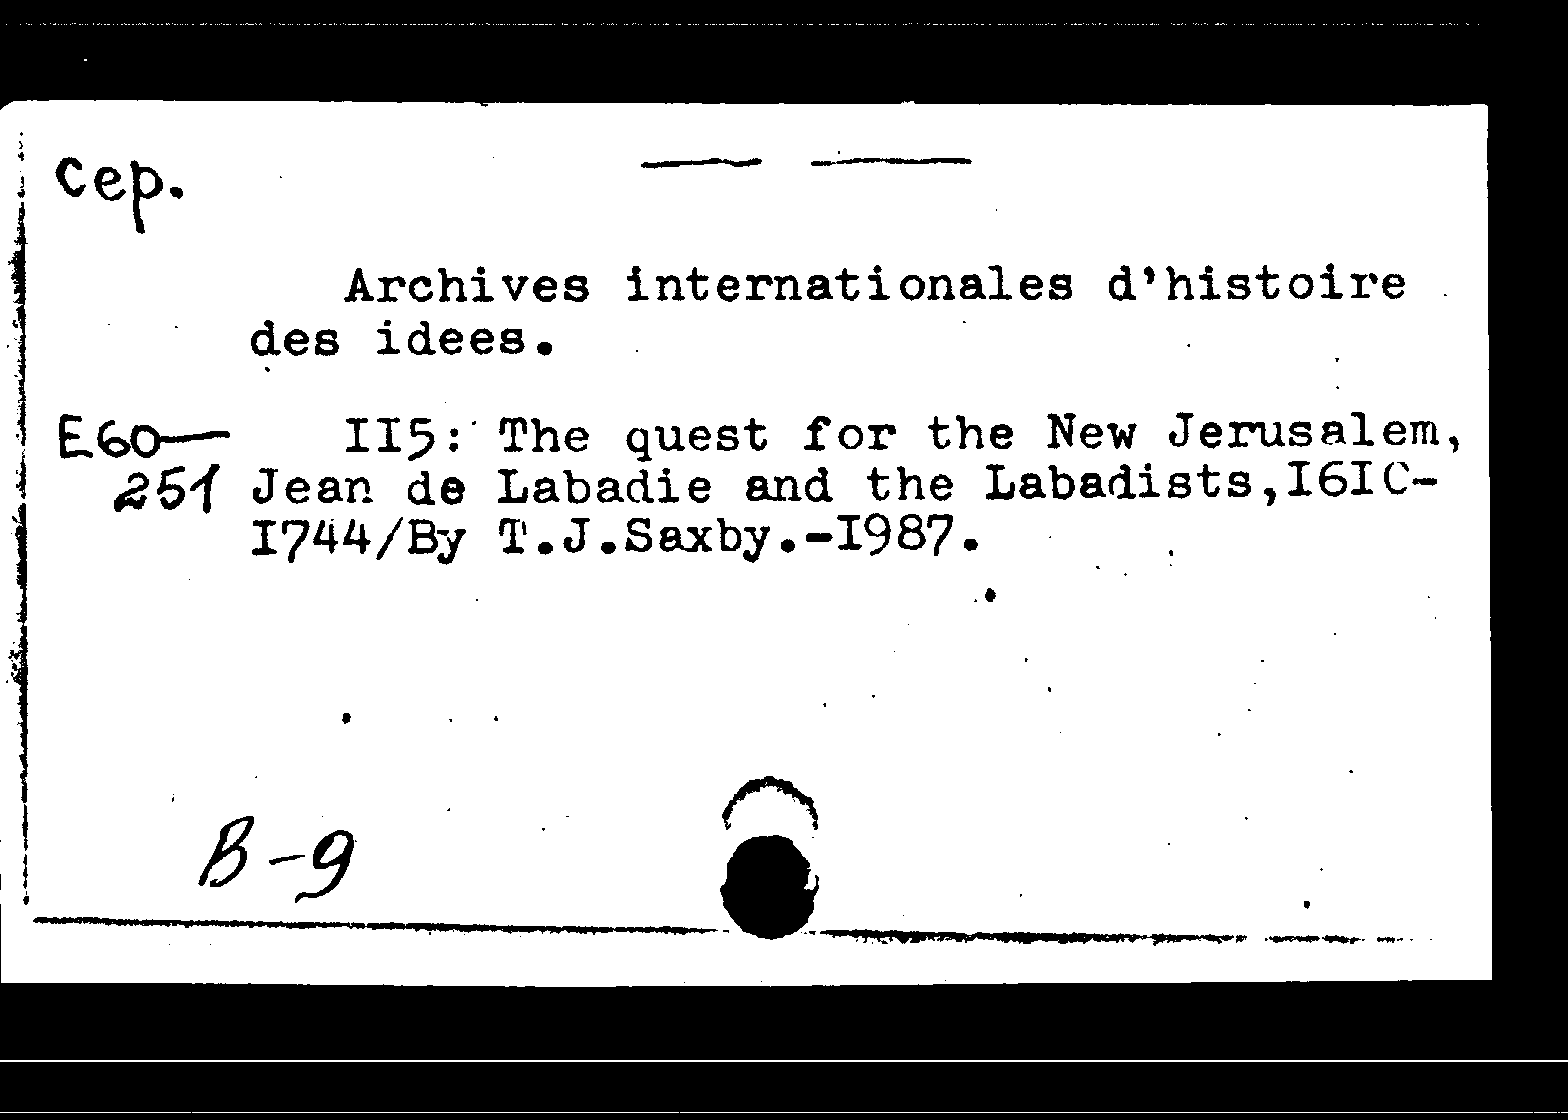 сер.
Archives internationales d'histoire
des idees.
E60—
II5: The quest for the New Jerusalem,
251 Jean de Labadie and the Labadists,I6IC-
I744/By T.J.Saxby.-I987.
B-9